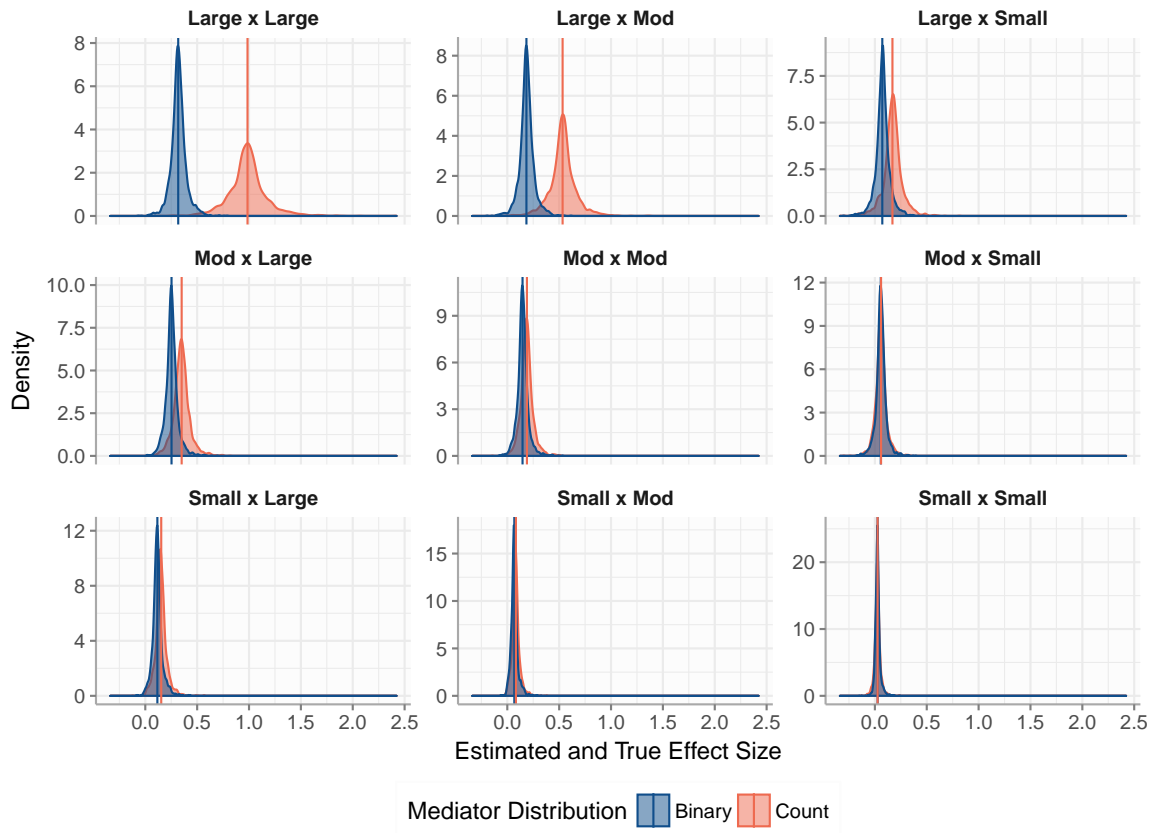 Large x Large
Large x Mod
Large x Small
8
6
4
2
0
8
6
4
2
0
7.5
5.0
2.5
0.0
Mod x Large
Mod x Mod
Mod x Small
10.0
7.5
5.0
2.5
0.0
9
6
3
0
12
9
6
3
0
Density
Small x Large
Small x Mod
Small x Small
12
8
4
0
15
10
5
0
20
10
0
0.0 0.5 1.0 1.5 2.0 2.5
0.0 0.5 1.0 1.5 2.0 2.5
0.0 0.5 1.0 1.5 2.0 2.5
Estimated and True Effect Size
Mediator Distribution Binary Count